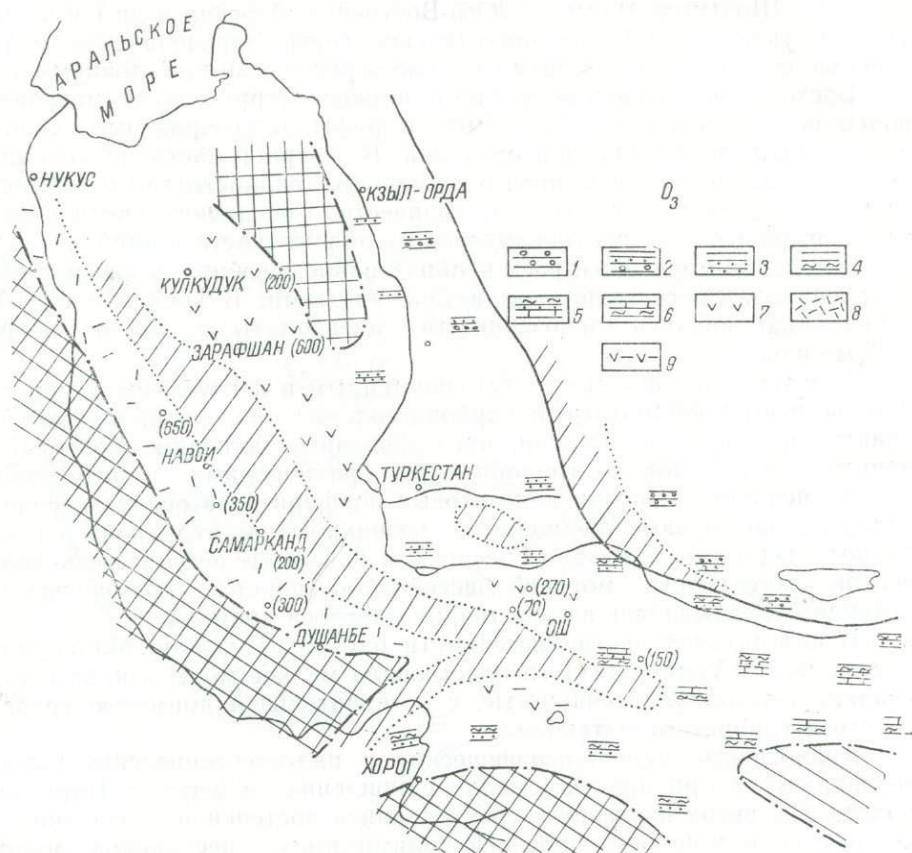 АРАЛЬСКОЕ
МОРЕ
НУКУС
КЗЫЛ-ОРДА
O₃
КУЛКУДУК (200)
ЗАРАФШАН (600)
1
2
3
4
5
6
7
8
9
(650)
НАВОИ
(350)
ТУРКЕСТАН
САМАРКАНД
(200)
(300)
(270)
(70)
ОШ
ДУШАНБЕ
(150)
ХОРОГ